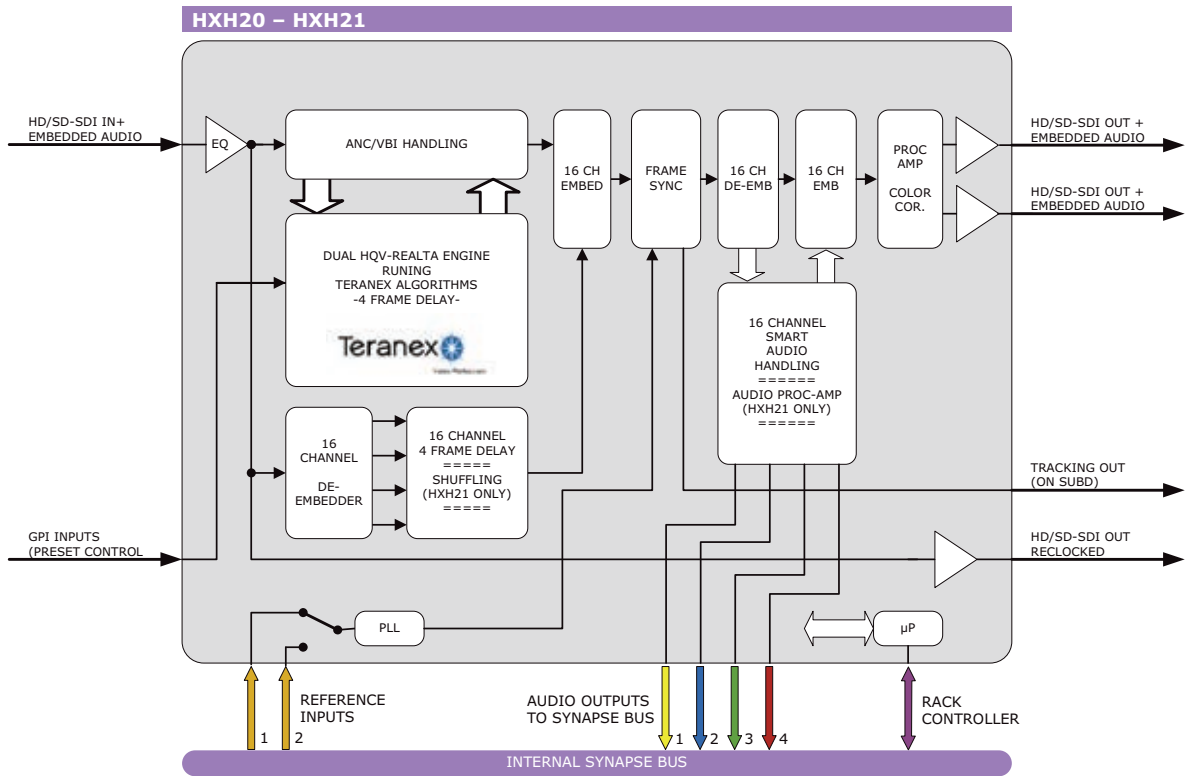 HXH20 – HXH21
HD/SD-SDI IN+
EMBEDDED AUDIO
EQ
ANC/VBI HANDLING
16 CH
EMBED
FRAME
SYNC
16 CH
DE-EMB
16 CH
EMB
PROC
AMP
COLOR
COR.
HD/SD-SDI OUT +
EMBEDDED AUDIO
HD/SD-SDI OUT +
EMBEDDED AUDIO
DUAL HQV-REALTA ENGINE
RUNING
TERANEX ALGORITHMS
-4 FRAME DELAY-
Teranex
16 CHANNEL
SMART
AUDIO
HANDLING
======
AUDIO PROC-AMP
(HXH21 ONLY)
======
16
CHANNEL
DE-
EMBEDDER
16 CHANNEL
4 FRAME DELAY
=====
SHUFFLING
(HXH21 ONLY)
=====
TRACKING OUT
(ON SUBD)
GPI INPUTS
(PRESET CONTROL
HD/SD-SDI OUT
RECLOCKED
PLL
µP
REFERENCE
INPUTS
1
2
AUDIO OUTPUTS
TO SYNAPSE BUS
1
2
3
4
RACK
CONTROLLER
INTERNAL SYNAPSE BUS